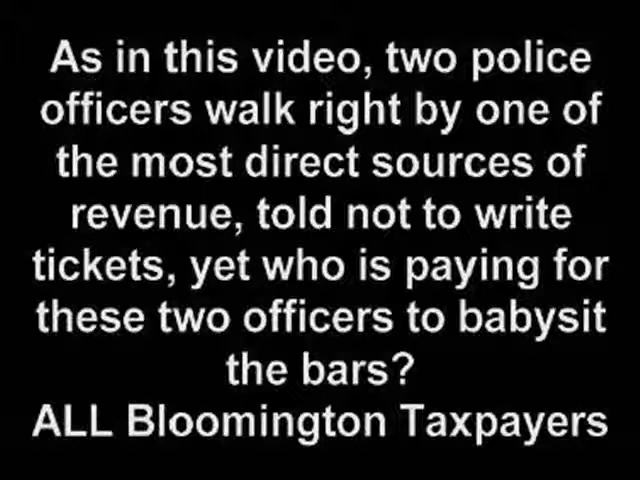 As in this video, two police
officers walk right by one of
the most direct sources of
revenue, told not to write
tickets, yet who is paying for
these two officers to babysit
the bars?
ALL Bloomington Taxpayers